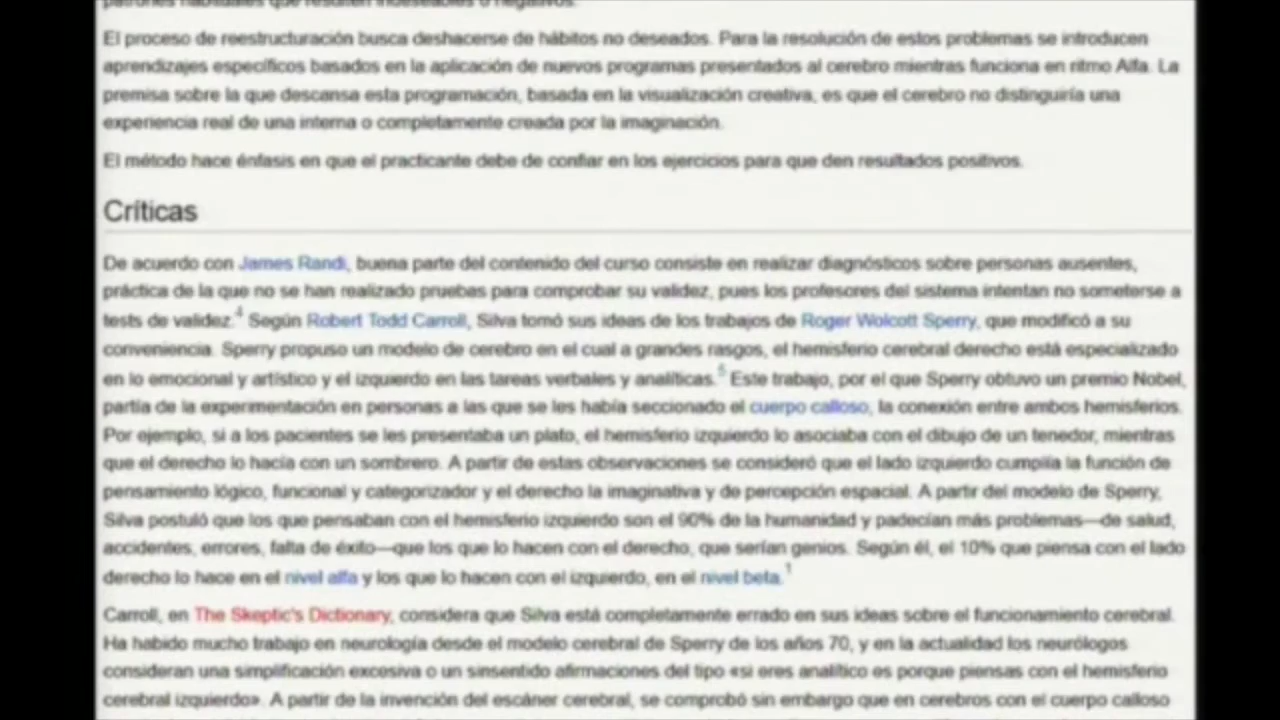 patrones habituales que resulten indeseables o negativos.
El proceso de reestructuración busca deshacerse de hábitos no deseados. Para la resolución de estos problemas se introducen
aprendizajes específicos basados en la aplicación de nuevos programas presentados al cerebro mientras funciona en ritmo Alfa. La
premisa sobre la que descansa esta programación, basada en la visualización creativa, es que el cerebro no distinguiría una
experiencia real de una interna o completamente creada por la imaginación.
El método hace énfasis en que el practicante debe de confiar en los ejercicios para que den resultados positivos.
Críticas
De acuerdo con James Randi, buena parte del contenido del curso consiste en realizar diagnósticos sobre personas ausentes,
práctica de la que no se han realizado pruebas para comprobar su validez, pues los profesores del sistema intentan no someterse a
tests de validez.4 Según Robert Todd Carroll, Silva tomó sus ideas de los trabajos de Roger Wolcott Sperry, que modificó a su
conveniencia. Sperry propuso un modelo de cerebro en el cual a grandes rasgos, el hemisferio cerebral derecho está especializado
en lo emocional y artístico y el izquierdo en las tareas verbales y analíticas.5 Este trabajo, por el que Sperry obtuvo un premio Nobel,
partía de la experimentación en personas a las que se les había seccionado el cuerpo calloso, la conexión entre ambos hemisferios.
Por ejemplo, si a los pacientes se les presentaba un plato, el hemisferio izquierdo lo asociaba con el dibujo de un tenedor, mientras
que el derecho lo hacía con un sombrero. A partir de estas observaciones se consideró que el lado izquierdo cumplía la función de
pensamiento lógico, funcional y categorizador y el derecho la imaginativa y de percepción espacial. A partir del modelo de Sperry,
Silva postuló que los que pensaban con el hemisferio izquierdo son el 90% de la humanidad y padecían más problemas—de salud,
accidentes, errores, falta de éxito—que los que lo hacen con el derecho, que serían genios. Según él, el 10% que piensa con el lado
derecho lo hace en el nivel alfa y los que lo hacen con el izquierdo, en el nivel beta.1
Carroll, en The Skeptic's Dictionary, considera que Silva está completamente errado en sus ideas sobre el funcionamiento cerebral.
Ha habido mucho trabajo en neurología desde el modelo cerebral de Sperry de los años 70, y en la actualidad los neurólogos
consideran una simplificación excesiva o un sinsentido afirmaciones del tipo «si eres analítico es porque piensas con el hemisferio
cerebral izquierdo». A partir de la invención del escáner cerebral, se comprobó sin embargo que en cerebros con el cuerpo calloso